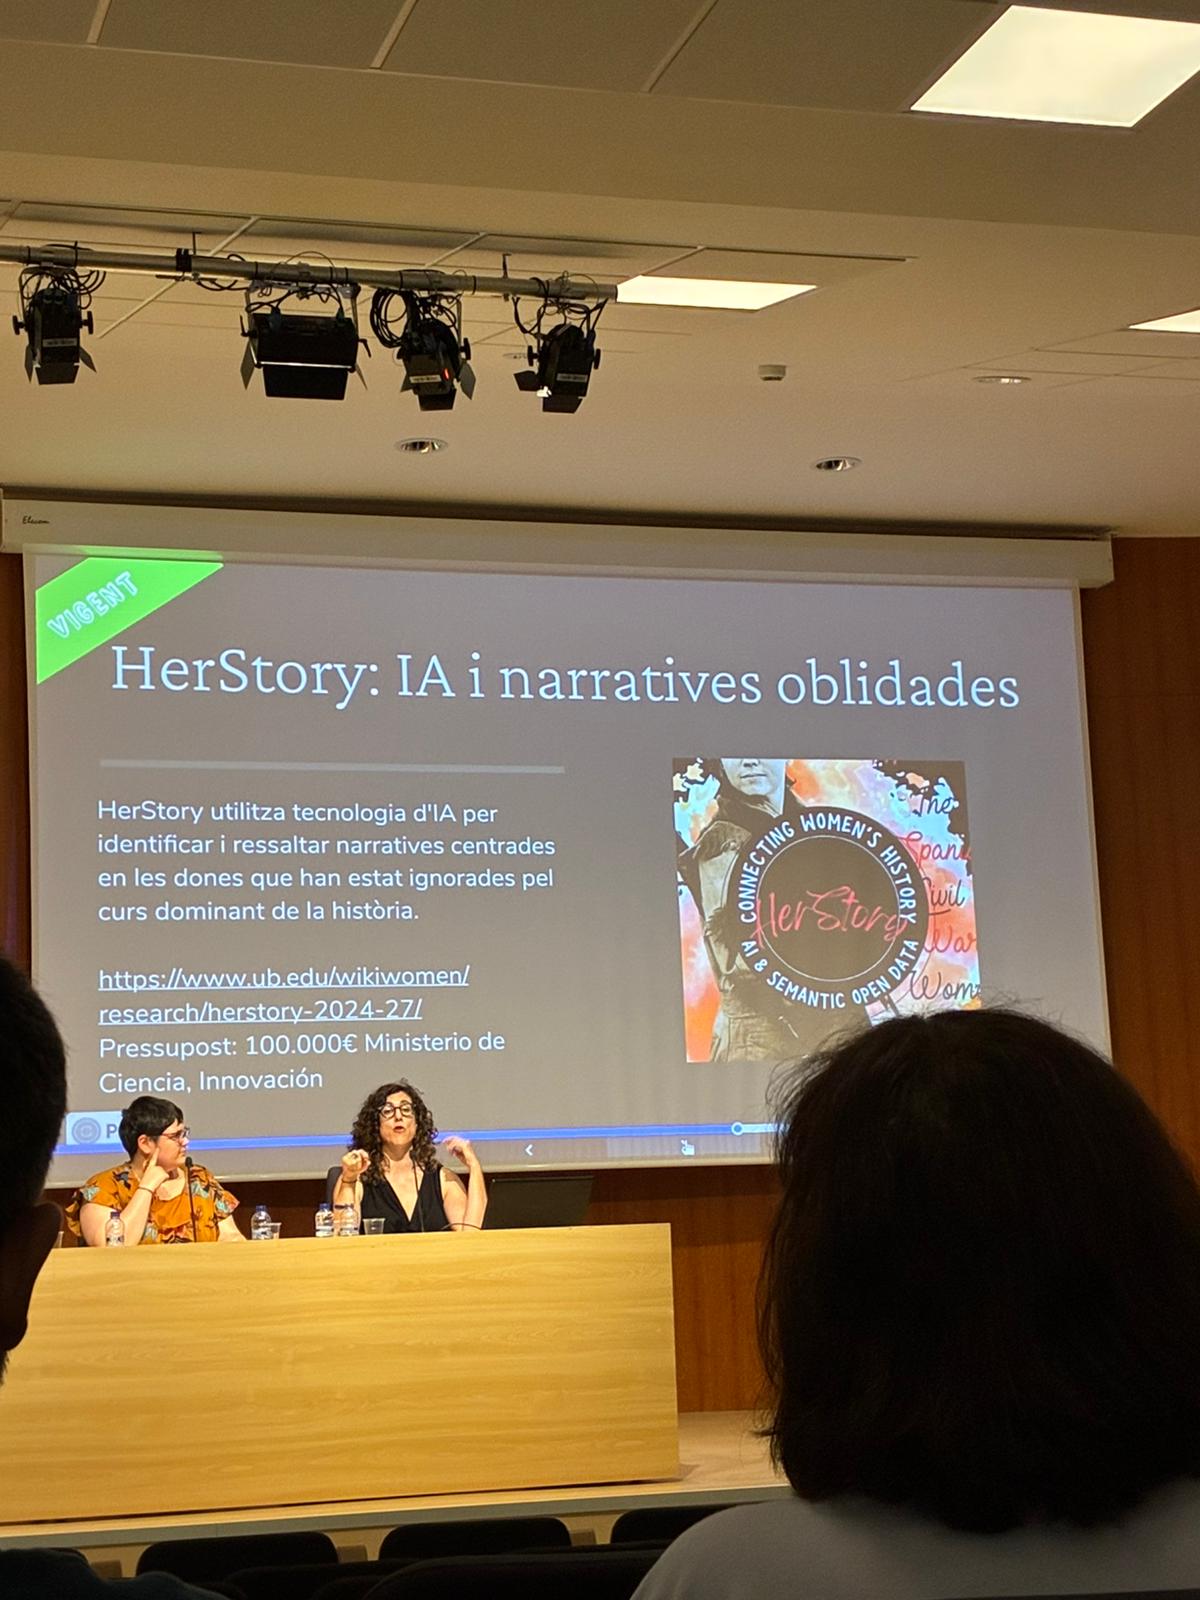 Elecom
VIGENT
HerStory: IA i narratives oblidades
HerStory utilitza tecnologia d'IA per
identificar i ressaltar narratives centrades
en les dones que han estat ignorades pel
curs dominant de la història.
https://www.ub.edu/wikiwomen/
research/herstory-2024-27/
Pressupost: 100.000€ Ministerio de
Ciencia, Innovación
CONNECTING WOMEN'S HISTORY
HerStory
AI & SEMANTIC OPEN DATA
The
Spani
Civil
War
Wom
P